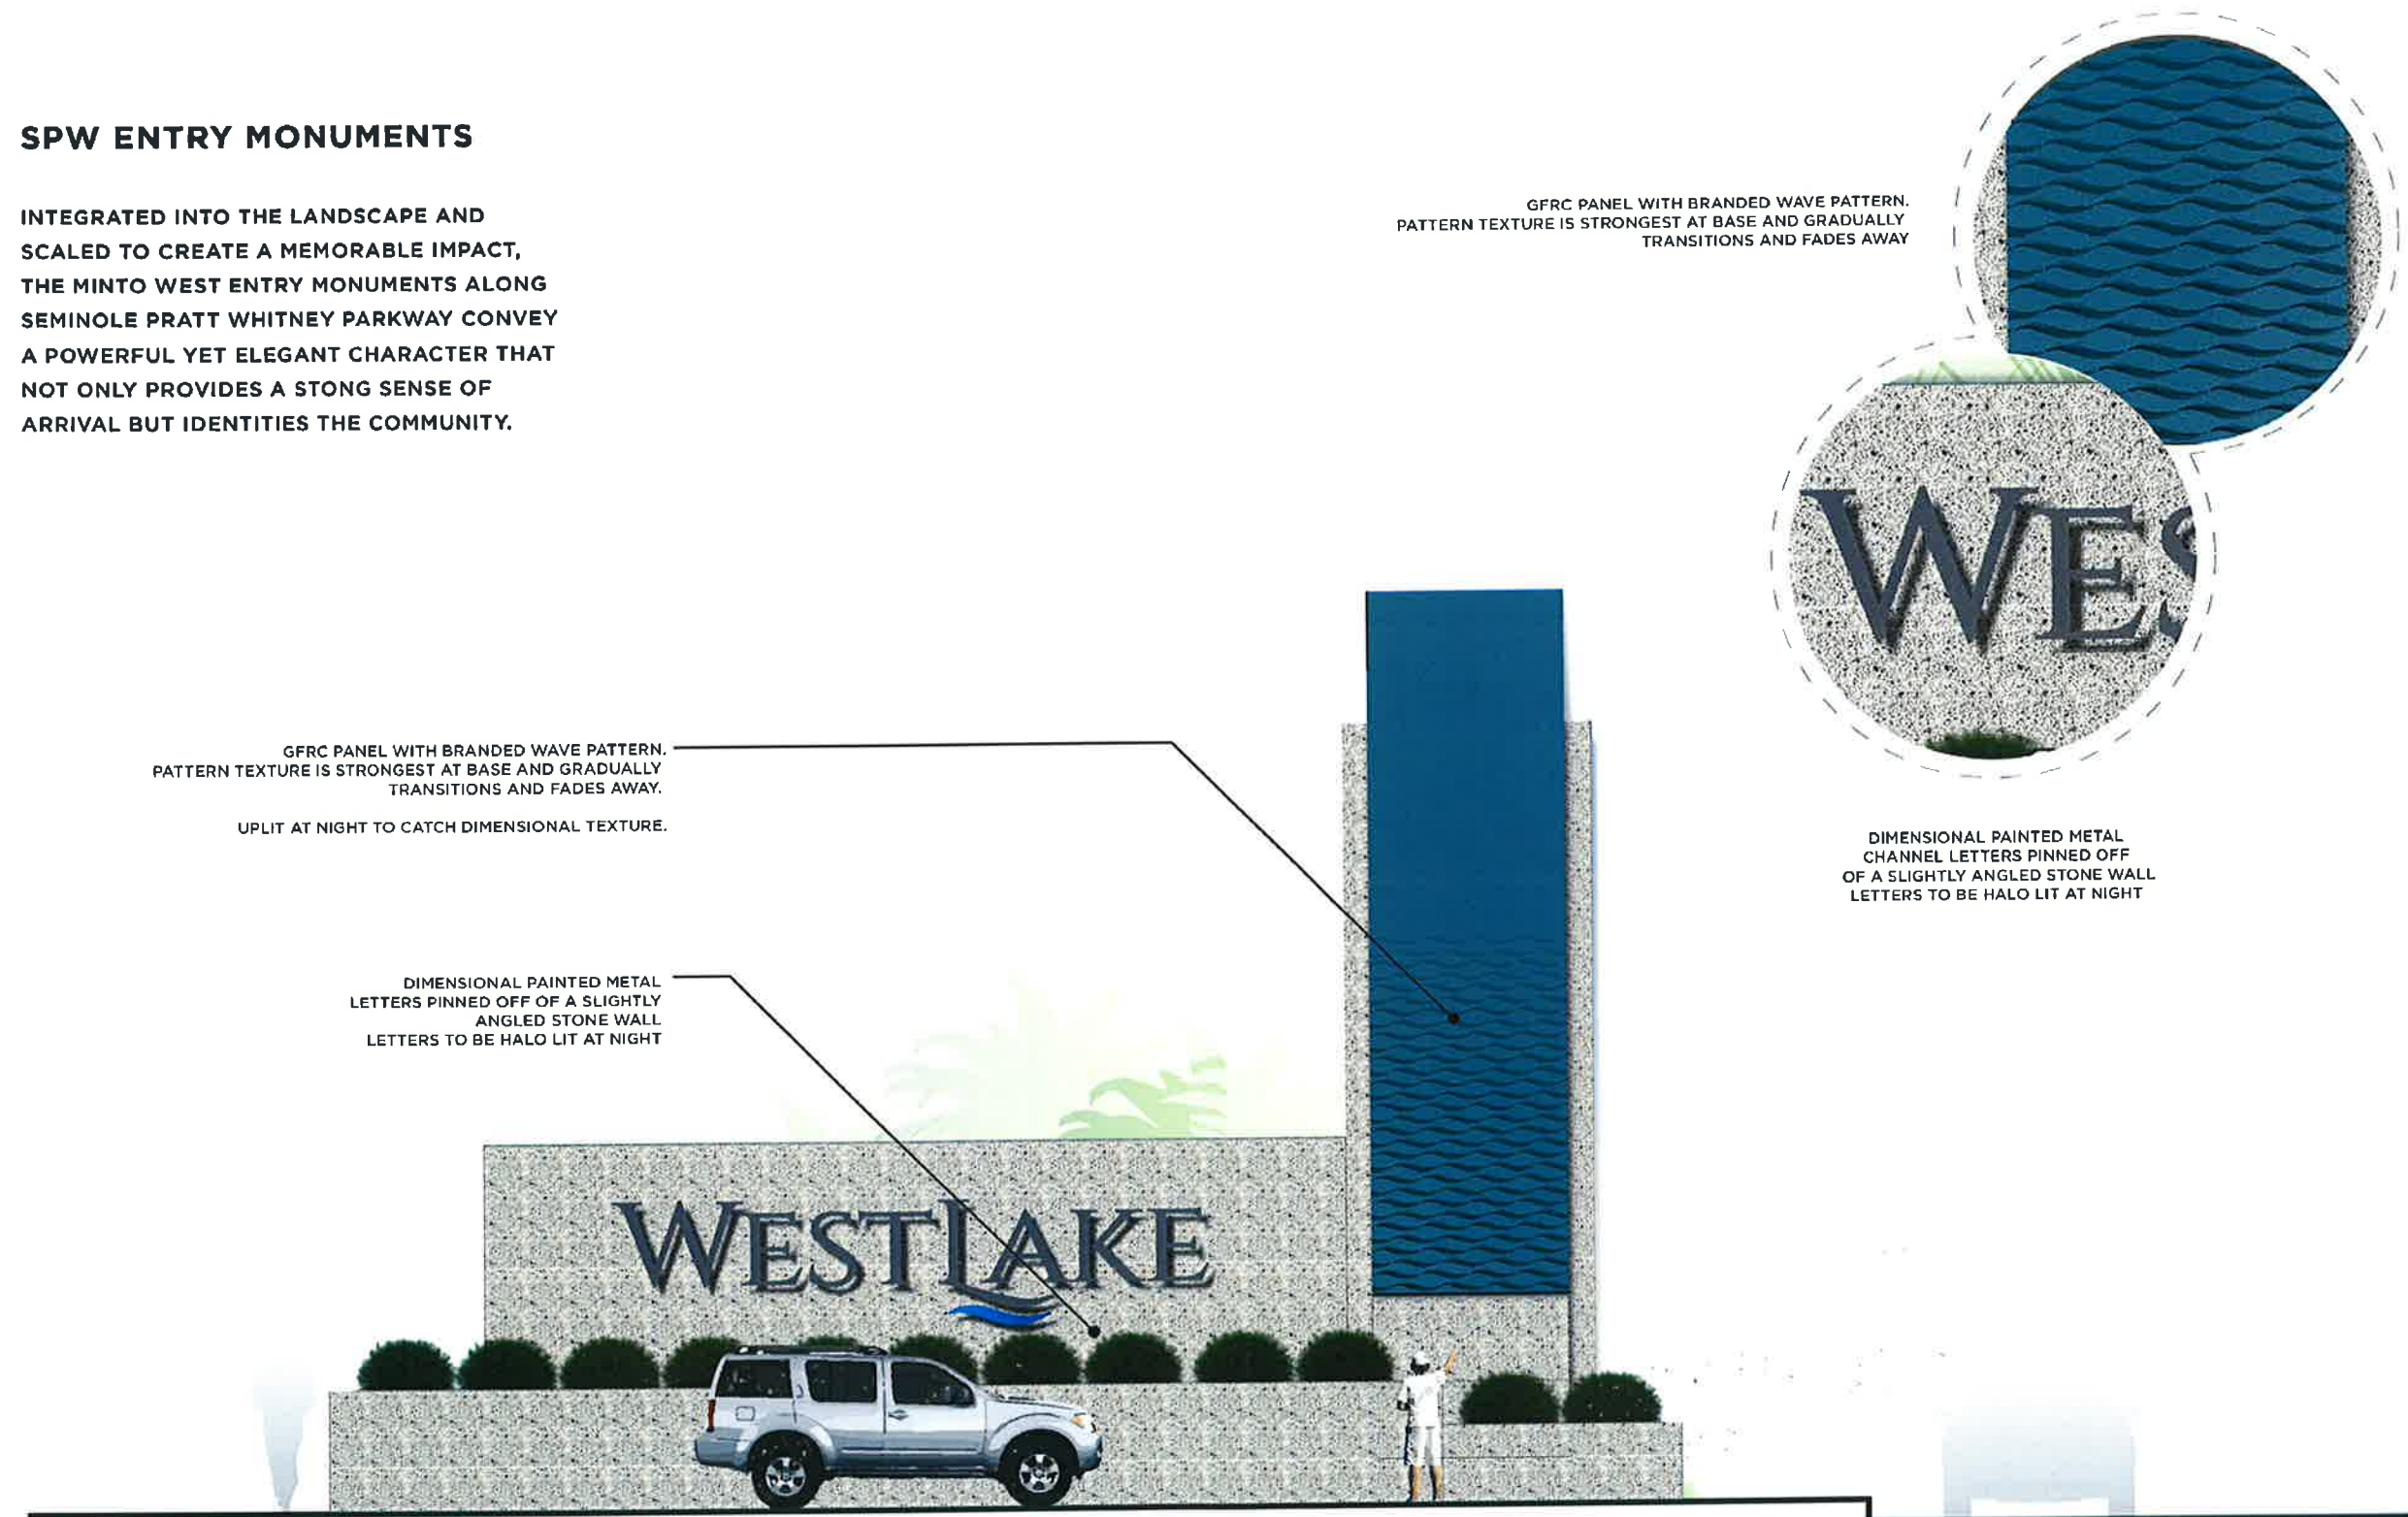 SPW ENTRY MONUMENTS
INTEGRATED INTO THE LANDSCAPE AND
SCALED TO CREATE A MEMORABLE IMPACT,
THE MINTO WEST ENTRY MONUMENTS ALONG
SEMINOLE PRATT WHITNEY PARKWAY CONVEY
A POWERFUL YET ELEGANT CHARACTER THAT
NOT ONLY PROVIDES A STONG SENSE OF
ARRIVAL BUT IDENTITIES THE COMMUNITY.
GFRC PANEL WITH BRANDED WAVE PATTERN.
PATTERN TEXTURE IS STRONGEST AT BASE AND GRADUALLY
TRANSITIONS AND FADES AWAY
WES
DIMENSIONAL PAINTED METAL
CHANNEL LETTERS PINNED OFF
OF A SLIGHTLY ANGLED STONE WALL
LETTERS TO BE HALO LIT AT NIGHT
GFRC PANEL WITH BRANDED WAVE PATTERN.
PATTERN TEXTURE IS STRONGEST AT BASE AND GRADUALLY
TRANSITIONS AND FADES AWAY.
UPLIT AT NIGHT TO CATCH DIMENSIONAL TEXTURE.
DIMENSIONAL PAINTED METAL
LETTERS PINNED OFF OF A SLIGHTLY
ANGLED STONE WALL
LETTERS TO BE HALO LIT AT NIGHT
WESTLAKE